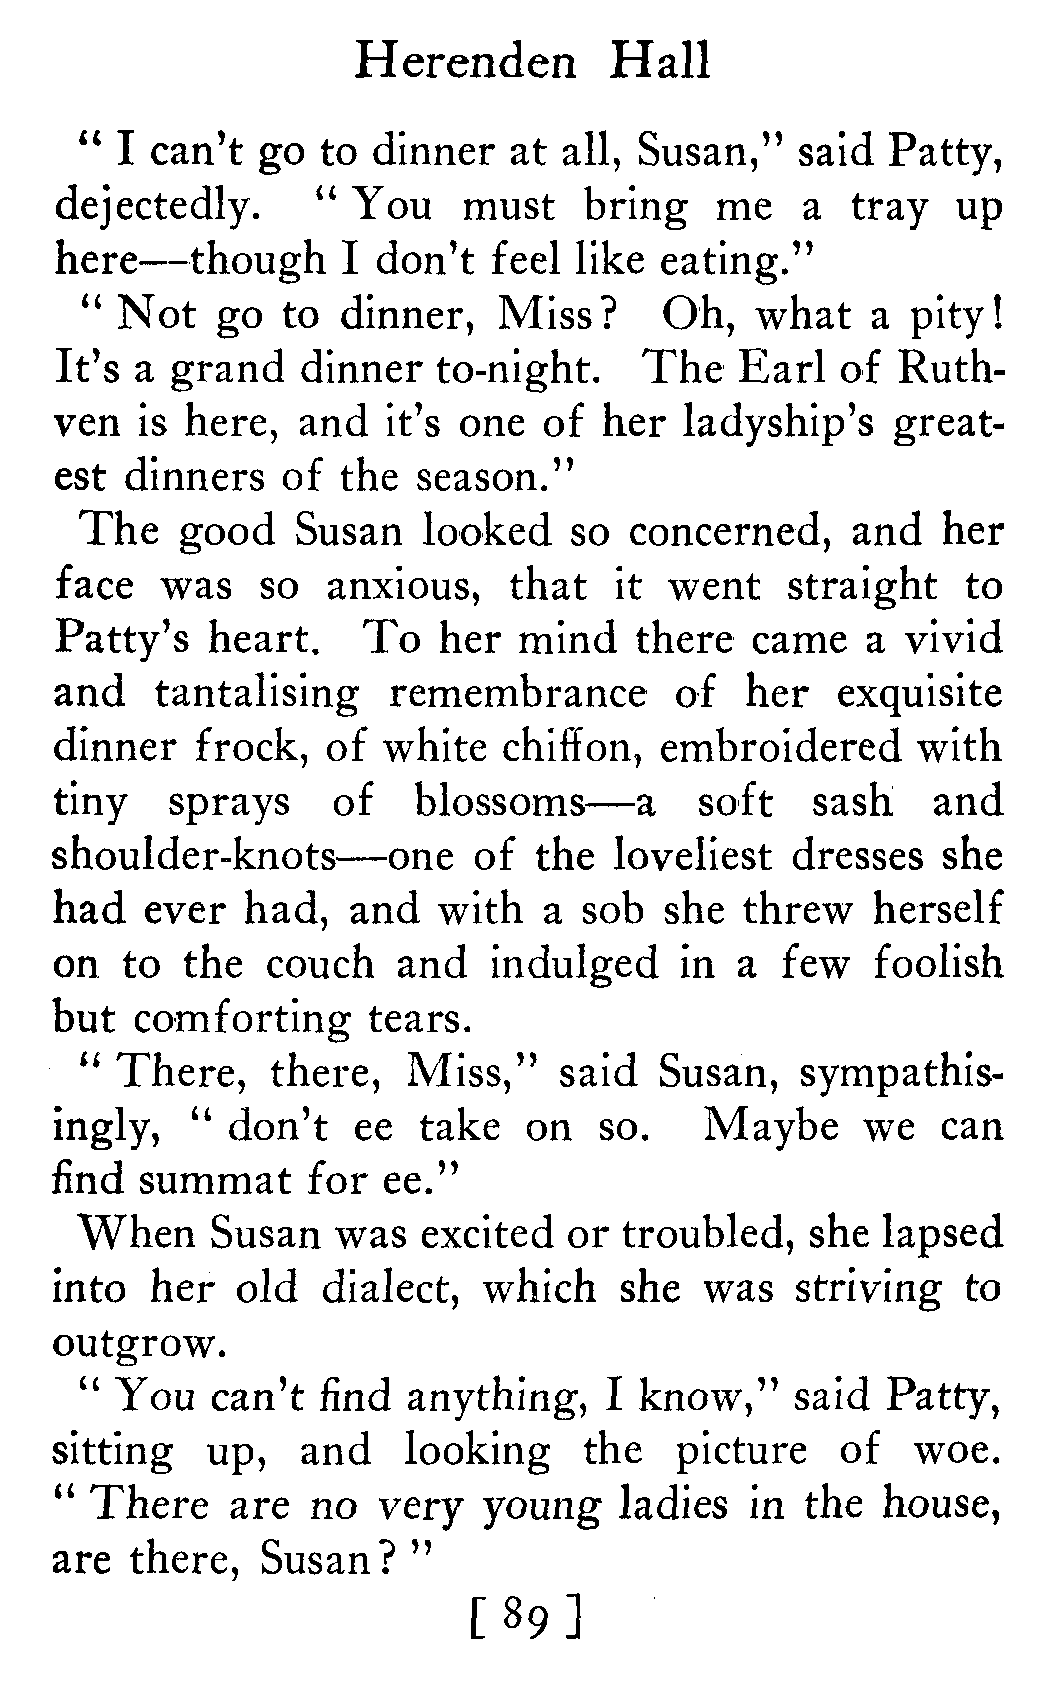 Herenden Hall
“ I can't go to dinner at all, Susan,” said Patty,
dejectedly. “ You must bring me a tray up
here—though I don't feel like eating.”
“ Not go to dinner, Miss? Oh, what a pity!
It's a grand dinner to-night. The Earl of Ruth-
ven is here, and it's one of her ladyship's great-
est dinners of the season.”
The good Susan looked so concerned, and her
face was so anxious, that it went straight to
Patty's heart. To her mind there came a vivid
and tantalising remembrance of her exquisite
dinner frock, of white chiffon, embroidered with
tiny sprays of blossoms—a soft sash and
shoulder-knots—one of the loveliest dresses she
had ever had, and with a sob she threw herself
on to the couch and indulged in a few foolish
but comforting tears.
“ There, there, Miss,” said Susan, sympathis-
ingly, “ don't ee take on so. Maybe we can
find summat for ee.”
When Susan was excited or troubled, she lapsed
into her old dialect, which she was striving to
outgrow.
“ You can't find anything, I know,” said Patty,
sitting up, and looking the picture of woe.
“ There are no very young ladies in the house,
are there, Susan? ”
[ 89 ]